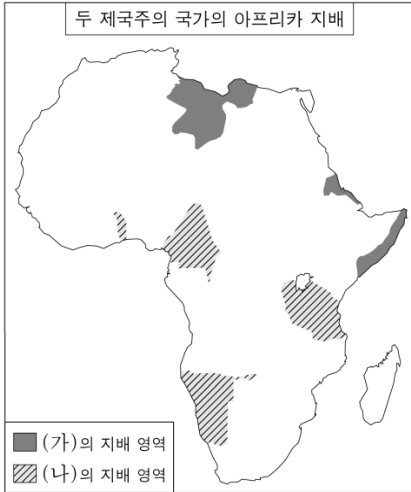 두 제국주의 국가의 아프리카 지배
(가)의 지배 영역
(나)의 지배 영역